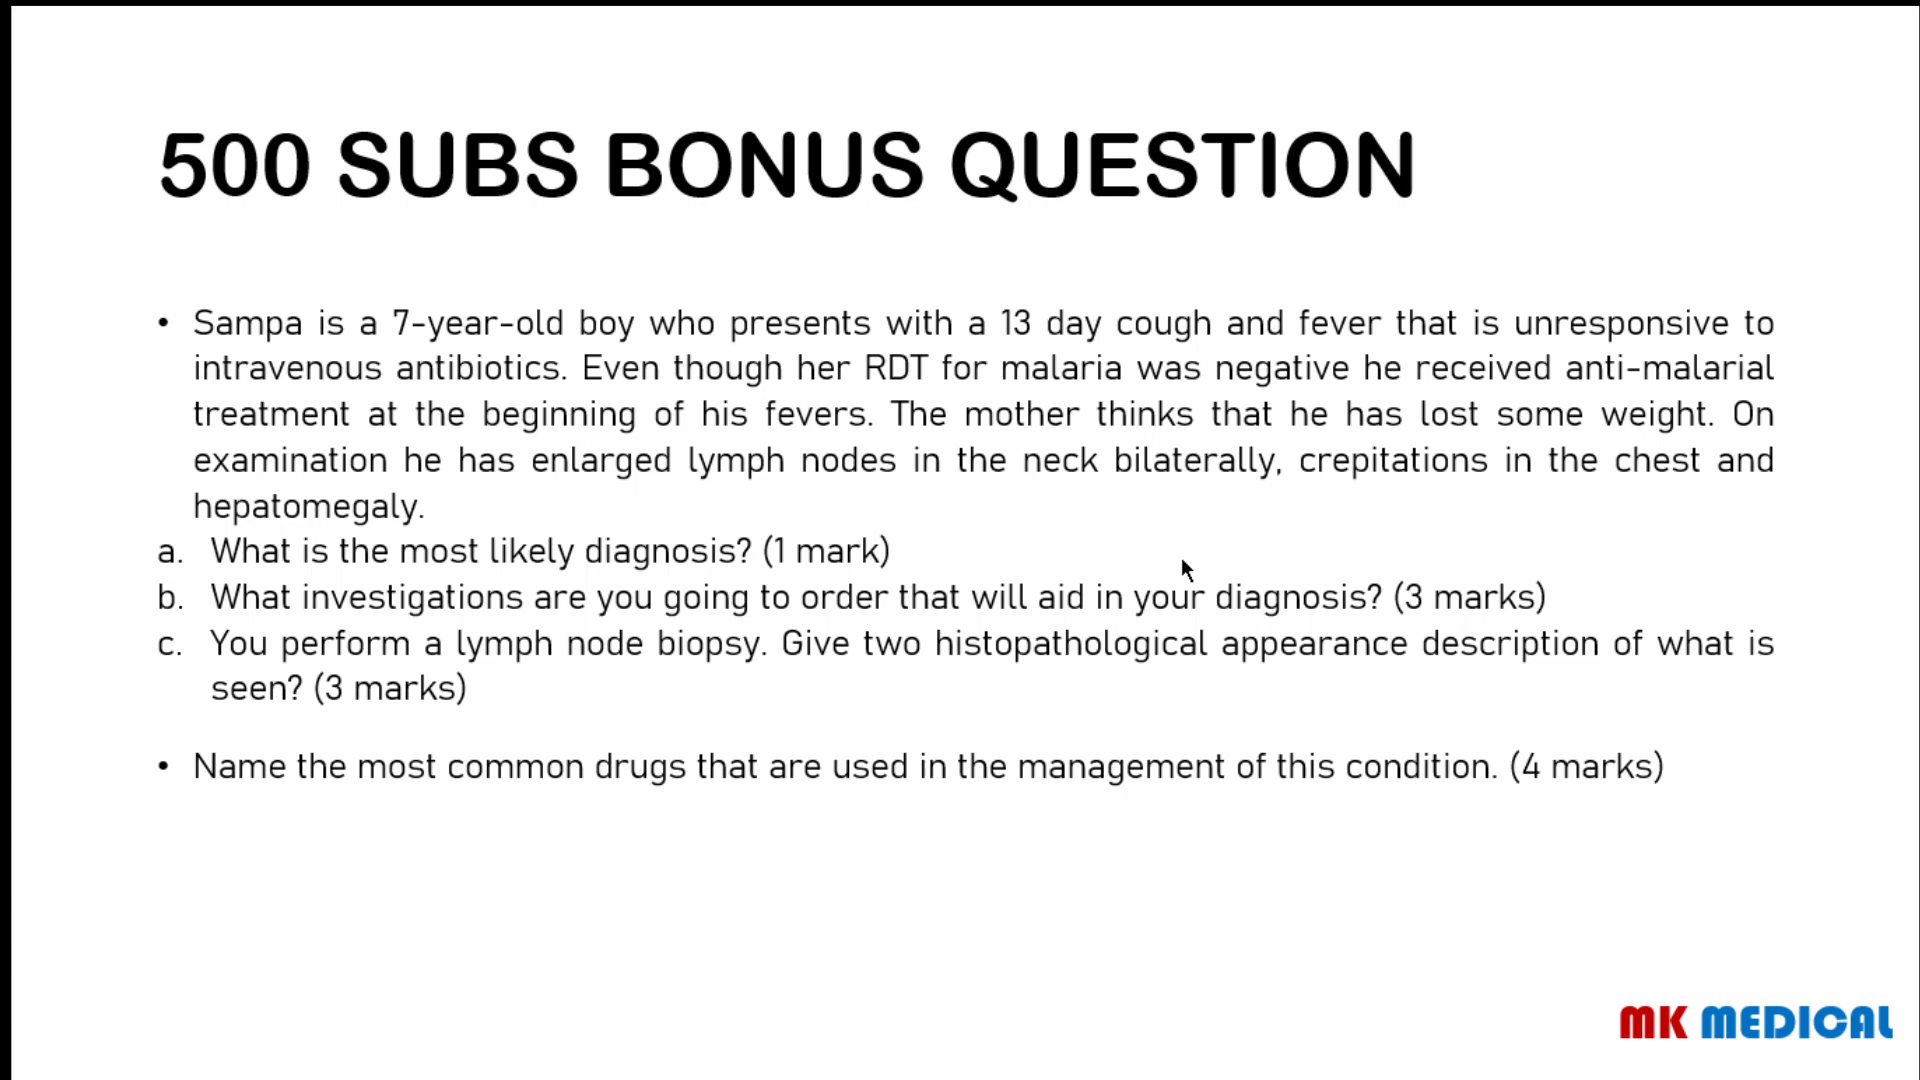 500 SUBS BONUS QUESTION
• Sampa is a 7-year-old boy who presents with a 13 day cough and fever that is unresponsive to
intravenous antibiotics. Even though her RDT for malaria was negative he received anti-malarial
treatment at the beginning of his fevers. The mother thinks that he has lost some weight. On
examination he has enlarged lymph nodes in the neck bilaterally, crepitations in the chest and
hepatomegaly.
a. What is the most likely diagnosis? (1 mark)
b. What investigations are you going to order that will aid in your diagnosis? (3 marks)
c. You perform a lymph node biopsy. Give two histopathological appearance description of what is
seen? (3 marks)
• Name the most common drugs that are used in the management of this condition. (4 marks)
MK MEDICAL